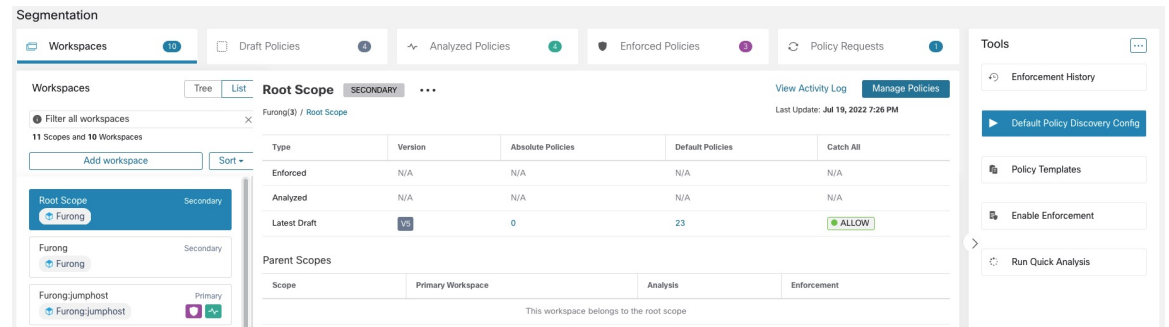 Segmentation
Workspaces 10
Draft Policies 4
Analyzed Policies 4
Enforced Policies 3
Policy Requests 1
Workspaces
Tree List
Filter all workspaces
11 Scopes and 10 Workspaces
Add workspace Sort
Root Scope Secondary
Furong
Furong Secondary
Furong
Furong:jumphost Primary
Furong:jumphost
Root Scope SECONDARY ...
View Activity Log Manage Policies
Furong(3) / Root Scope
Last Update: Jul 19, 2022 7:26 PM
Type Version Absolute Policies Default Policies Catch All
Enforced N/A N/A N/A N/A
Analyzed N/A N/A N/A N/A
Latest Draft V5 0 23 ALLOW
Parent Scopes
Scope Primary Workspace Analysis Enforcement
This workspace belongs to the root scope
Tools ...
Enforcement History
Default Policy Discovery Config
Policy Templates
Enable Enforcement
Run Quick Analysis